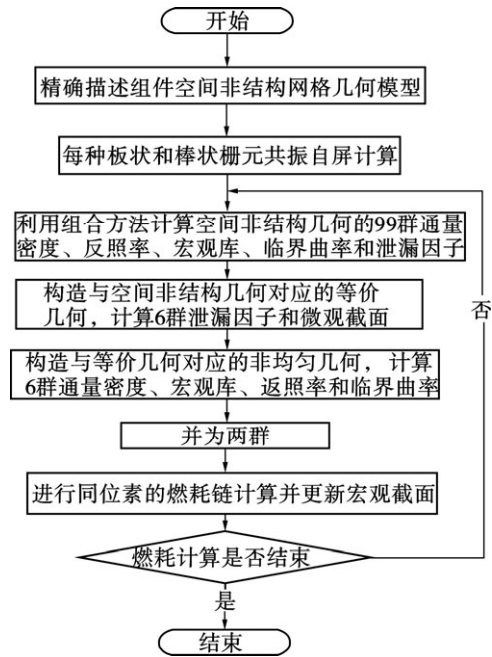 开始
精确描述组件空间非结构网格几何模型
每种板状和棒状栅元共振自屏计算
利用组合方法计算空间非结构几何的99群通量
密度、反照率、宏观库、临界曲率和泄漏因子
构造与空间非结构几何对应的等价
几何，计算6群泄漏因子和微观截面
否
构造与等价几何对应的非均匀几何，计算
6群通量密度、宏观库、返照率和临界曲率
并为两群
进行同位素的燃耗链计算并更新宏观截面
燃耗计算是否结束
是
结束